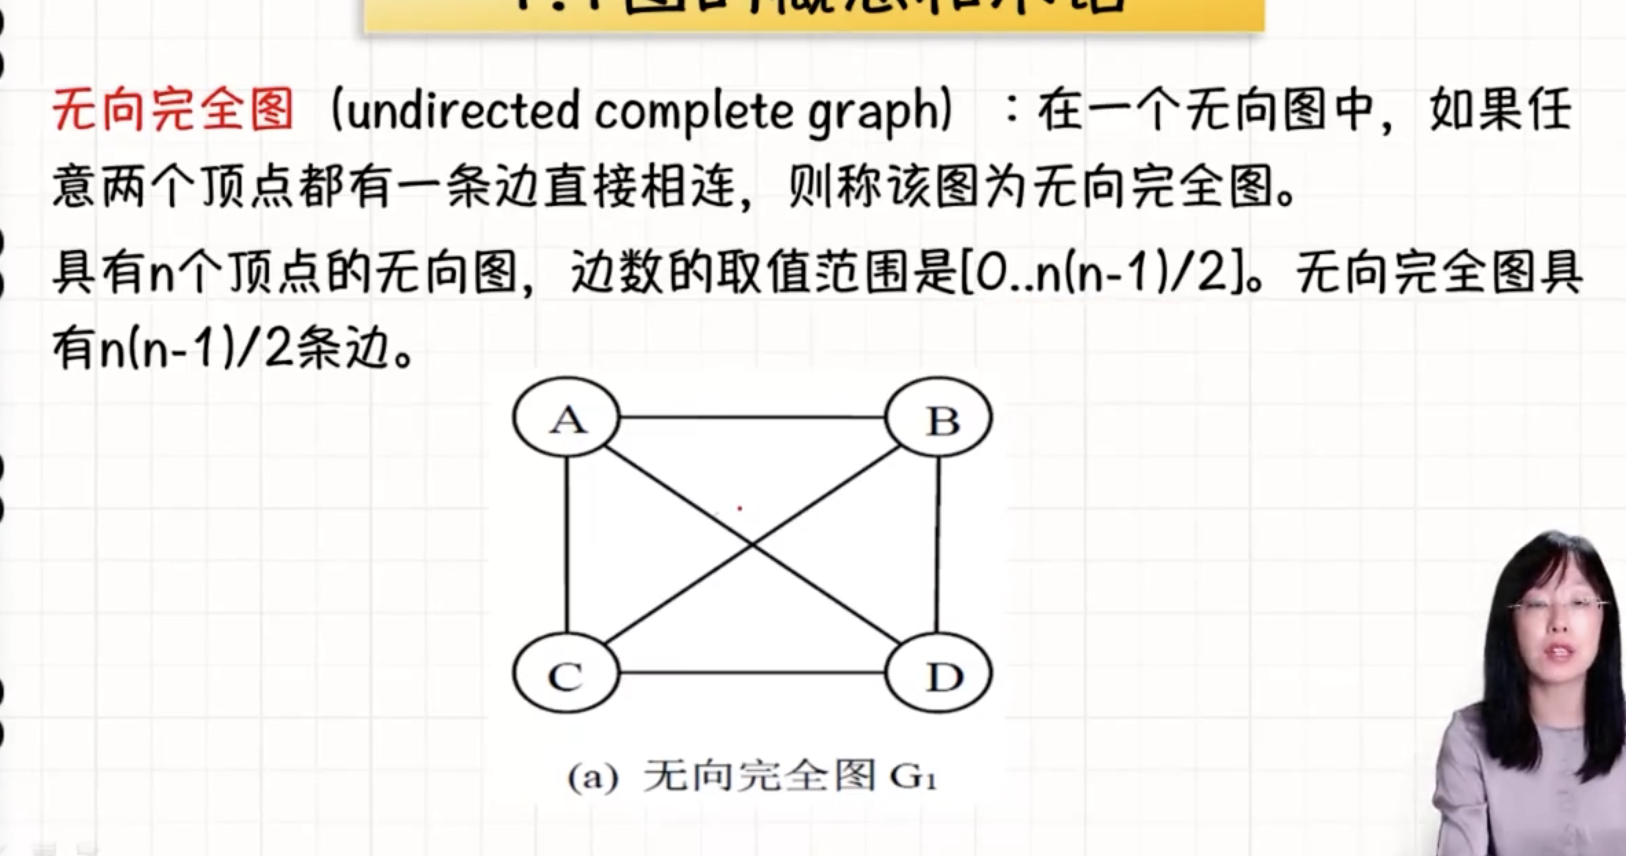 无向完全图（undirected complete graph）：在一个无向图中，如果任
意两个顶点都有一条边直接相连，则称该图为无向完全图。
具有n个顶点的无向图，边数的取值范围是[0..n(n-1)/2]。无向完全图具
有n(n-1)/2条边。
A
B
C
D
(a) 无向完全图 G₁